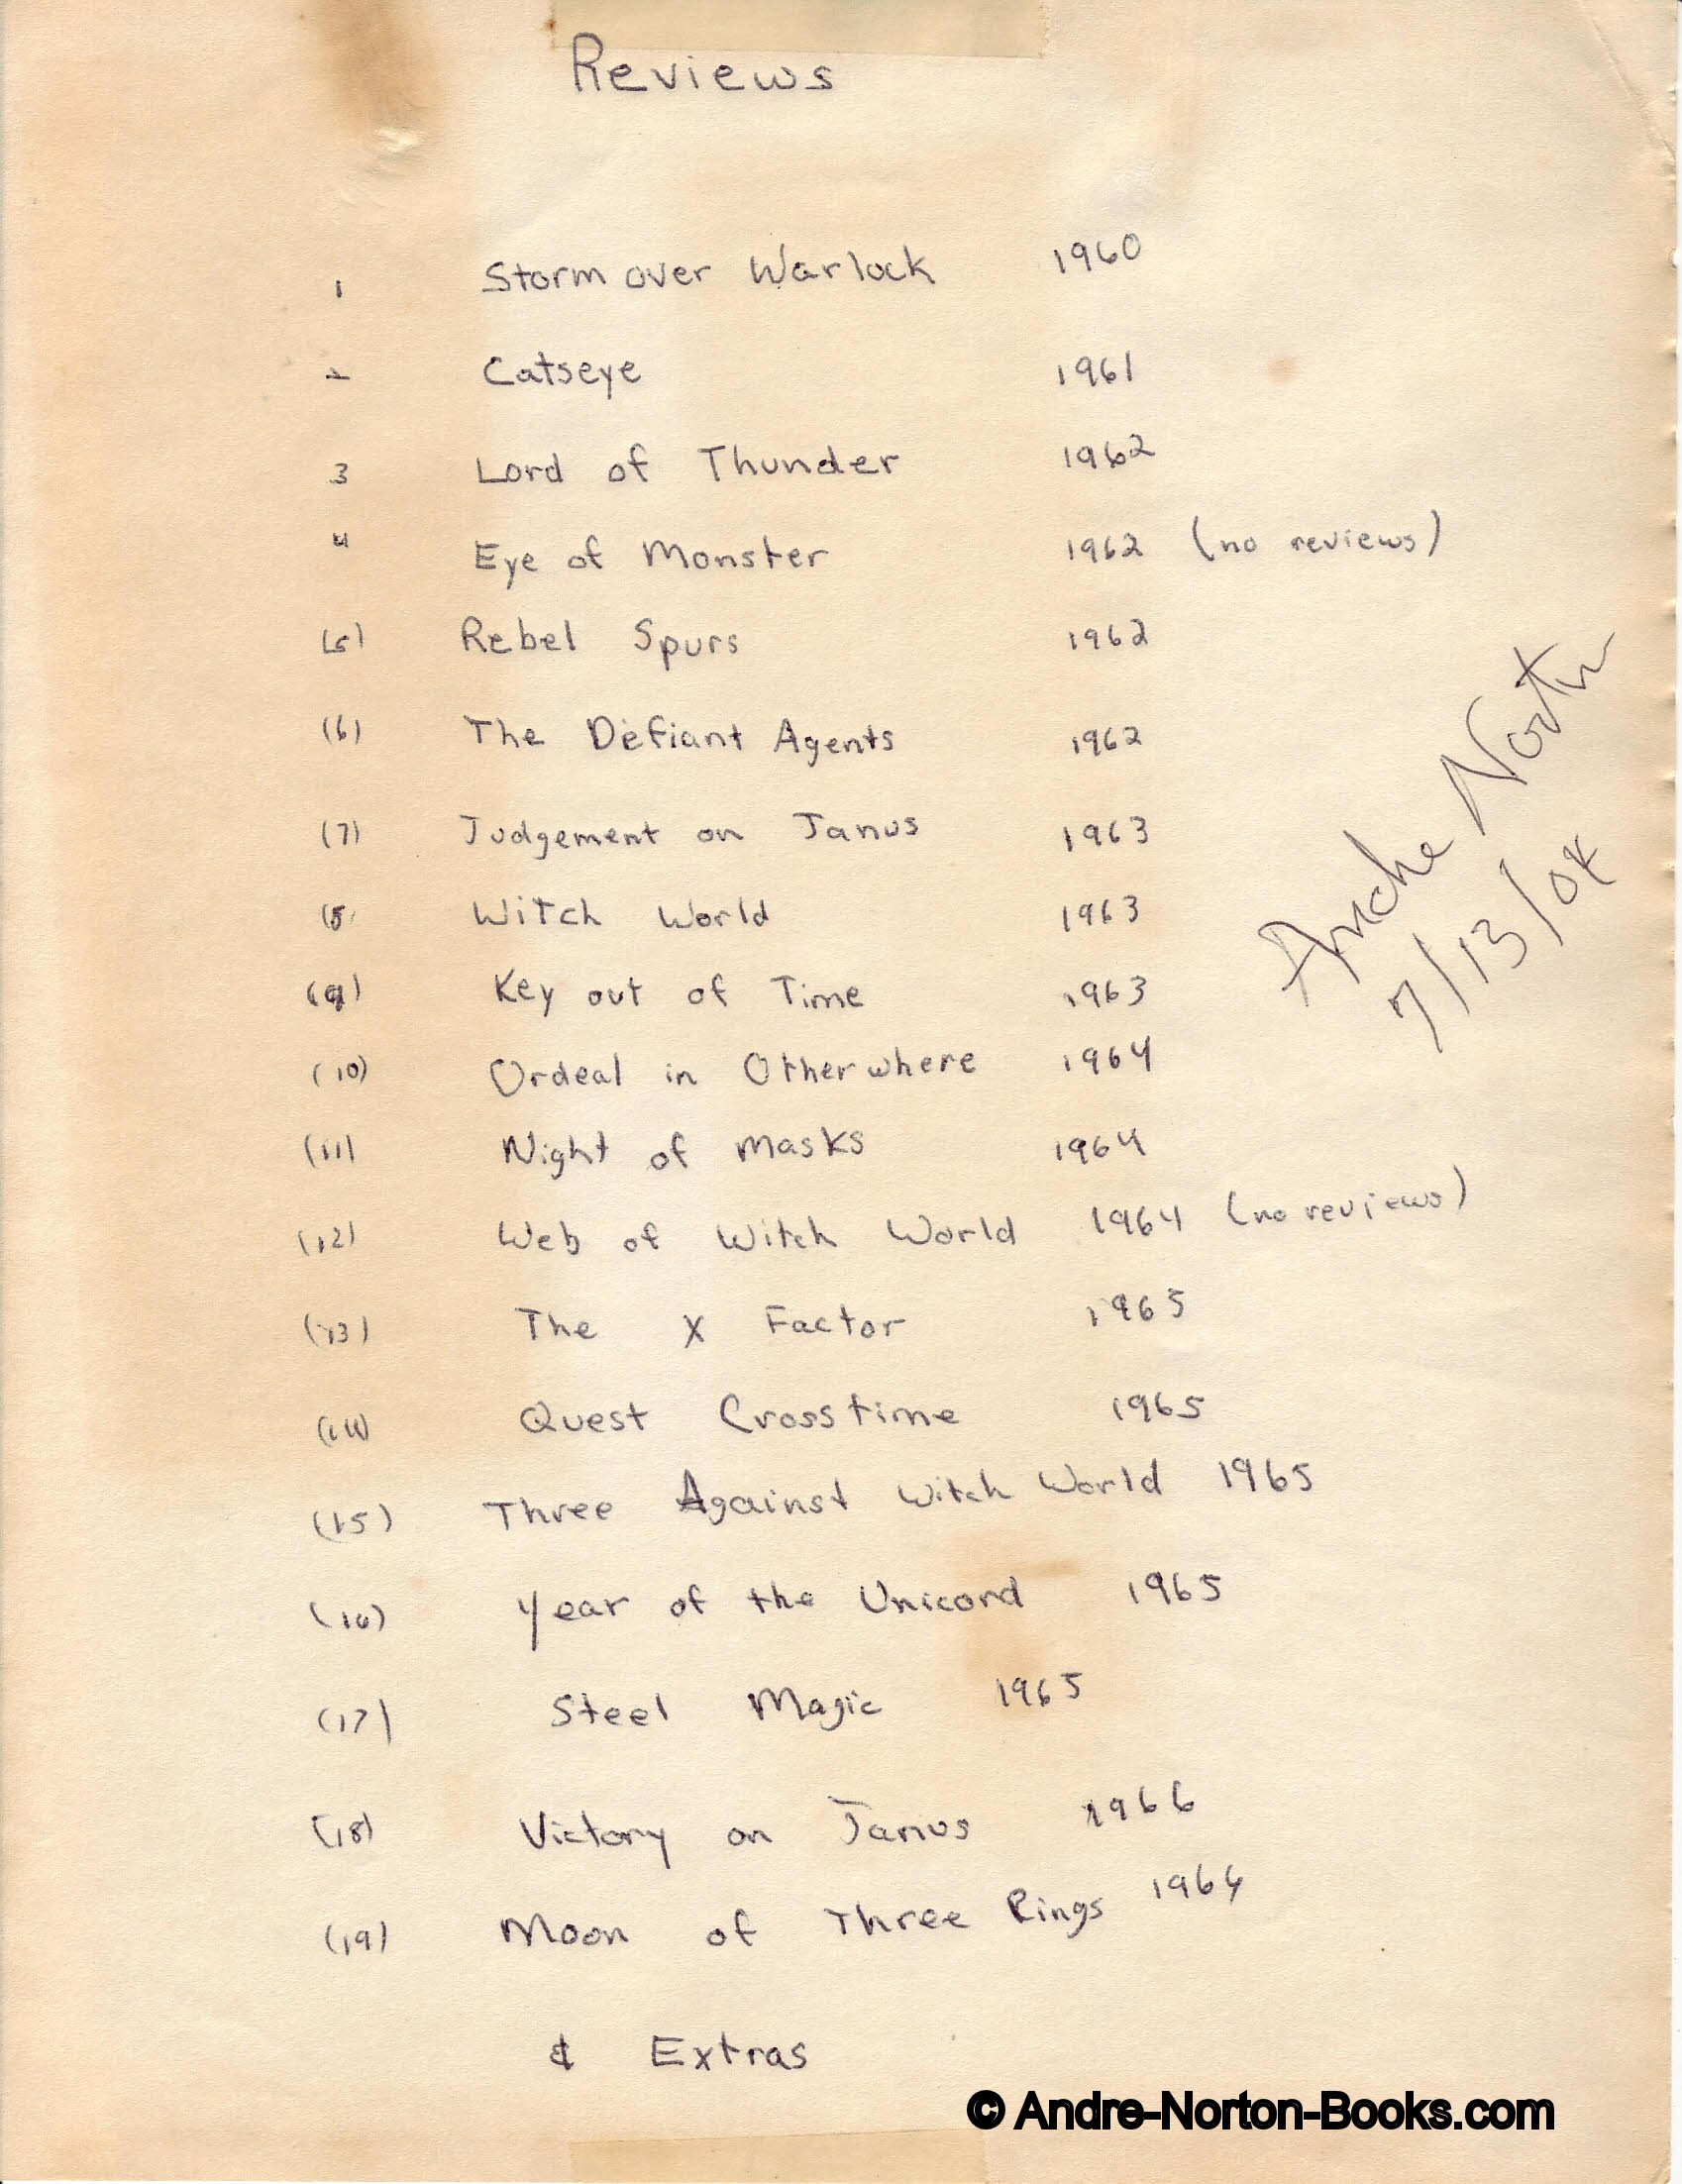 Reviews
1 Storm over Warlock 1960
2 Catseye 1961
3 Lord of Thunder 1962
4 Eye of Monster 1962 (no reviews)
(5) Rebel Spurs 1962
(6) The Defiant Agents 1962
(7) Judgement on Janus 1963
(8) Witch World 1963
(9) Key out of Time 1963
(10) Ordeal in Otherwhere 1964
(11) Night of Masks 1964
(12) Web of Witch World 1964 (no reviews)
(13) The X Factor 1965
(14) Quest Crosstime 1965
(15) Three Against Witch World 1965
(16) Year of the Unicord 1965
(17) Steel Magic 1965
(18) Victory on Janus 1966
(19) Moon of Three Rings 1966
& Extras
Andre Norton
7/13/04
© Andre-Norton-Books.com